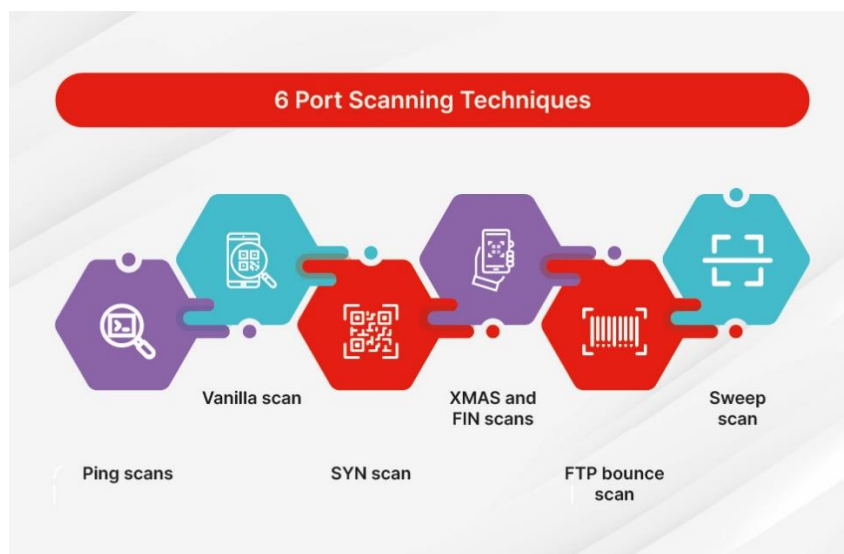 6 Port Scanning Techniques
Vanilla scan
XMAS and
FIN scans
Sweep
scan
Ping scans
SYN scan
FTP bounce
scan